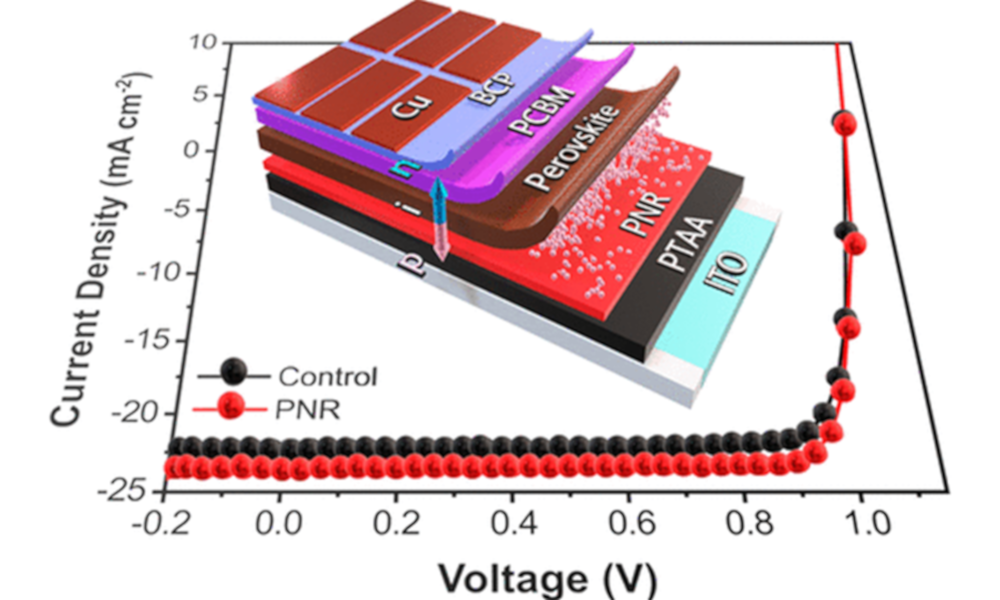 10
5
0
-5
-10
-15
-20
-25
Current Density (mA cm-2)
Cu
BCP
PCBM
Perovskite
PNR
PTAA
ITO
n
i
p
Control
PNR
-0.2 0.0 0.2 0.4 0.6 0.8 1.0
Voltage (V)